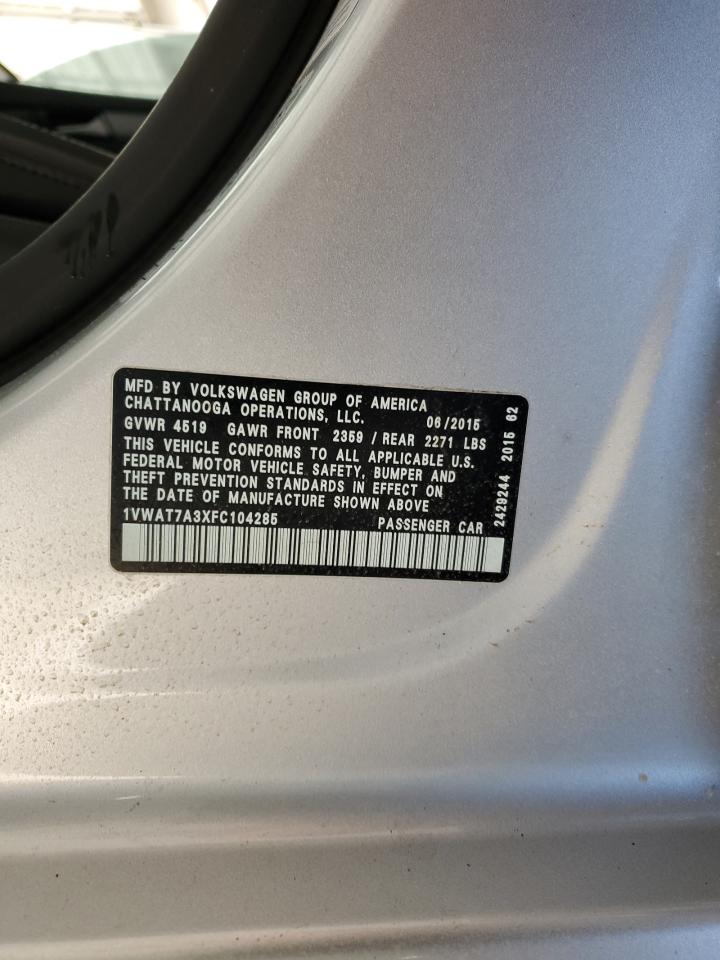 MFD BY VOLKSWAGEN GROUP OF AMERICA
CHATTANOOGA OPERATIONS, LLC. 06/2015
GVWR 4519 GAWR FRONT 2359 / REAR 2271 LBS
THIS VEHICLE CONFORMS TO ALL APPLICABLE U.S.
FEDERAL MOTOR VEHICLE SAFETY, BUMPER AND
THEFT PREVENTION STANDARDS IN EFFECT ON
THE DATE OF MANUFACTURE SHOWN ABOVE
1VWAT7A3XFC104285 PASSENGER CAR
2429244 2015 62